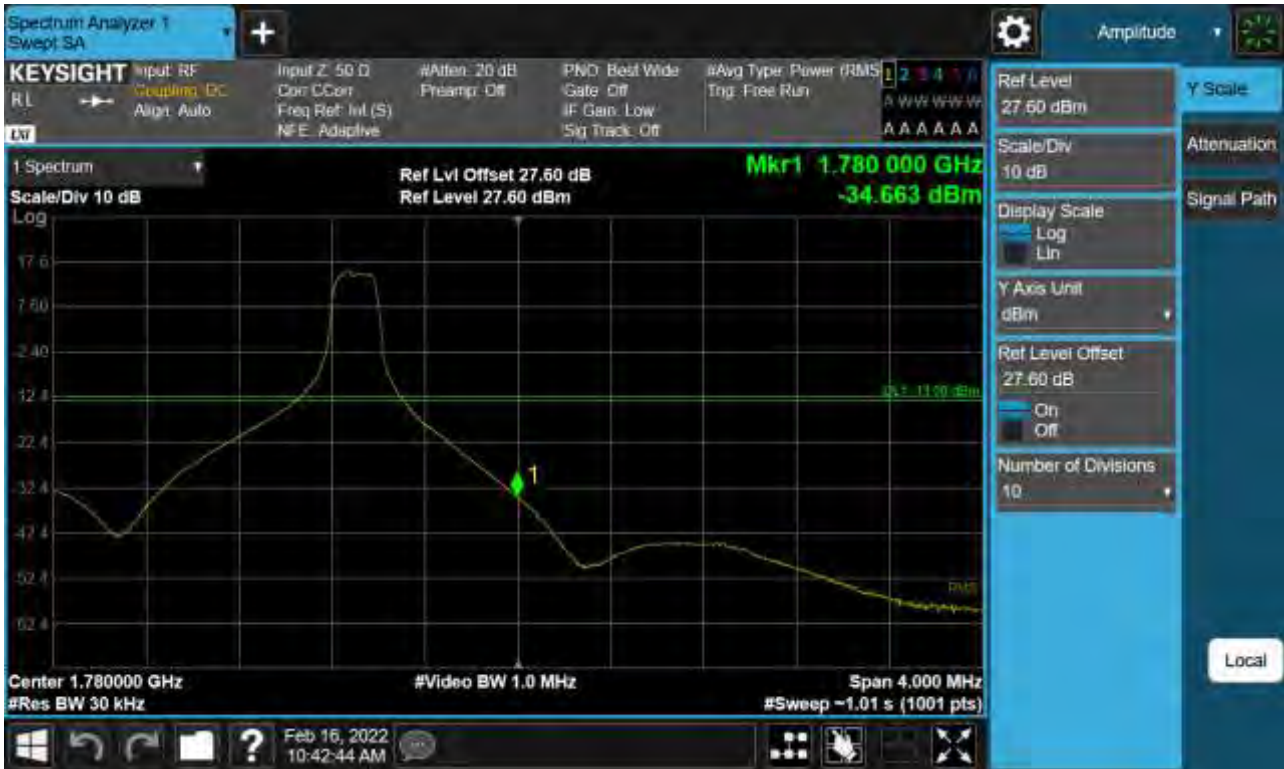 Spectrum Analyzer 1
Swept SA
Amplitude
KEYSIGHT
RL
Input: RF
Coupling: DC
Align: Auto
Input Z: 50 Ω
Corr CCorr
Freq Ref: Int (S)
NFE: Adaptive
#Atten: 20 dB
Preamp: Off
PNO: Best Wide
Gate: Off
IF Gain: Low
Sig Track: Off
#Avg Type: Power (RMS
Trig: Free Run
1 2 3 4 5 6
A W W W W W
A A A A A A
1 Spectrum
Scale/Div 10 dB
Log
Ref Lvl Offset 27.60 dB
Ref Level 27.60 dBm
Mkr1 1.780 000 GHz
-34.663 dBm
17.6
7.60
-2.40
-12.4
-22.4
-32.4
-42.4
-52.4
-62.4
DL1 -13.00 dBm
1
RMS
Center 1.780000 GHz
#Res BW 30 kHz
#Video BW 1.0 MHz
Span 4.000 MHz
#Sweep ~1.01 s (1001 pts)
Ref Level
27.60 dBm
Scale/Div
10 dB
Display Scale
Log
Lin
Y Axis Unit
dBm
Ref Level Offset
27.60 dB
On
Off
Number of Divisions
10
Y Scale
Attenuation
Signal Path
Local
?
Feb 16, 2022
10:42:44 AM